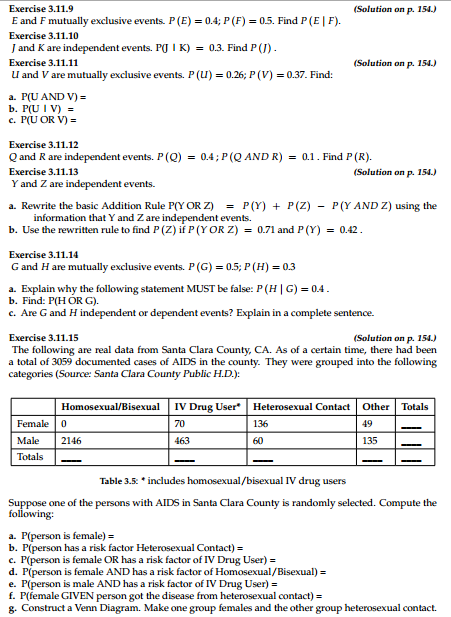 Exercise 3.11.9 (Solution on p. 154.)
E and F mutually exclusive events. P (E) = 0.4; P (F) = 0.5. Find P (E | F).
Exercise 3.11.10
J and K are independent events. P(J | K) = 0.3. Find P (J) .
Exercise 3.11.11 (Solution on p. 154.)
U and V are mutually exclusive events. P (U) = 0.26; P (V) = 0.37. Find:
a. P(U AND V) =
b. P(U | V) =
c. P(U OR V) =
Exercise 3.11.12
Q and R are independent events. P (Q) = 0.4 ; P (Q AND R) = 0.1 . Find P (R).
Exercise 3.11.13 (Solution on p. 154.)
Y and Z are independent events.
a. Rewrite the basic Addition Rule P(Y OR Z) = P (Y) + P (Z) − P (Y AND Z) using the
information that Y and Z are independent events.
b. Use the rewritten rule to find P (Z) if P (Y OR Z) = 0.71 and P (Y) = 0.42 .
Exercise 3.11.14
G and H are mutually exclusive events. P (G) = 0.5; P (H) = 0.3
a. Explain why the following statement MUST be false: P (H | G) = 0.4 .
b. Find: P(H OR G).
c. Are G and H independent or dependent events? Explain in a complete sentence.
Exercise 3.11.15 (Solution on p. 154.)
The following are real data from Santa Clara County, CA. As of a certain time, there had been
a total of 3059 documented cases of AIDS in the county. They were grouped into the following
categories (Source: Santa Clara County Public H.D.):
Homosexual/Bisexual IV Drug User* Heterosexual Contact Other Totals
Female 0 70 136 49 ____
Male 2146 463 60 135 ____
Totals ____ ____ ____ ____ ____
Table 3.5: * includes homosexual/bisexual IV drug users
Suppose one of the persons with AIDS in Santa Clara County is randomly selected. Compute the
following:
a. P(person is female) =
b. P(person has a risk factor Heterosexual Contact) =
c. P(person is female OR has a risk factor of IV Drug User) =
d. P(person is female AND has a risk factor of Homosexual/Bisexual) =
e. P(person is male AND has a risk factor of IV Drug User) =
f. P(female GIVEN person got the disease from heterosexual contact) =
g. Construct a Venn Diagram. Make one group females and the other group heterosexual contact.